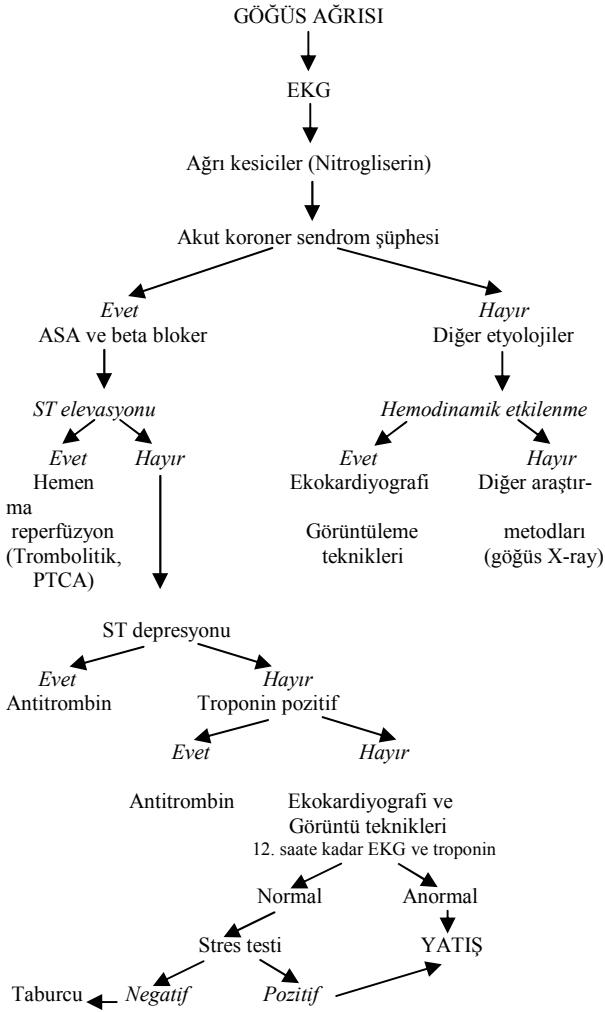 GÖĞÜS AĞRISI
EKG
Ağrı kesiciler (Nitrogliserin)
Akut koroner sendrom şüphesi
Evet
ASA ve beta bloker
Hayır
Diğer etyolojiler
ST elevasyonu
Hemodinamik etkilenme
Evet
Hayır
Hemen
ma
reperfüzyon
(Trombolitik,
PTCA)
Evet
Ekokardiyografi
Görüntüleme
teknikleri
Hayır
Diğer araştır-
metodları
(göğüs X-ray)
ST depresyonu
Evet
Antitrombin
Hayır
Troponin pozitif
Evet
Hayır
Antitrombin
Ekokardiyografi ve
Görüntü teknikleri
12. saate kadar EKG ve troponin
Normal
Anormal
Stres testi
YATIŞ
Taburcu
Negatif
Pozitif